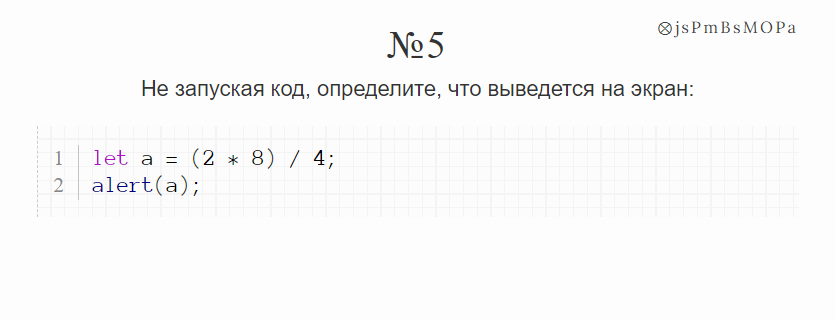 ⊗jsPmBsMOPa
№5
Не запуская код, определите, что выведется на экран:
1 let a = (2 * 8) / 4;
2 alert(a);